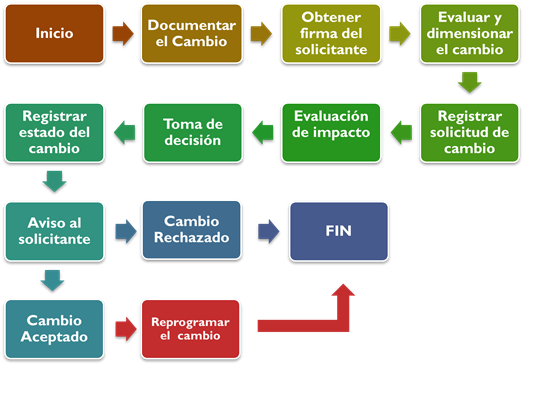 Inicio
Documentar
el Cambio
Obtener
firma del
solicitante
Evaluar y
dimensionar
el cambio
Registrar
estado del
cambio
Toma de
decisión
Evaluación
de impacto
Registrar
solicitud de
cambio
Aviso al
solicitante
Cambio
Rechazado
FIN
Cambio
Aceptado
Reprogramar
el cambio